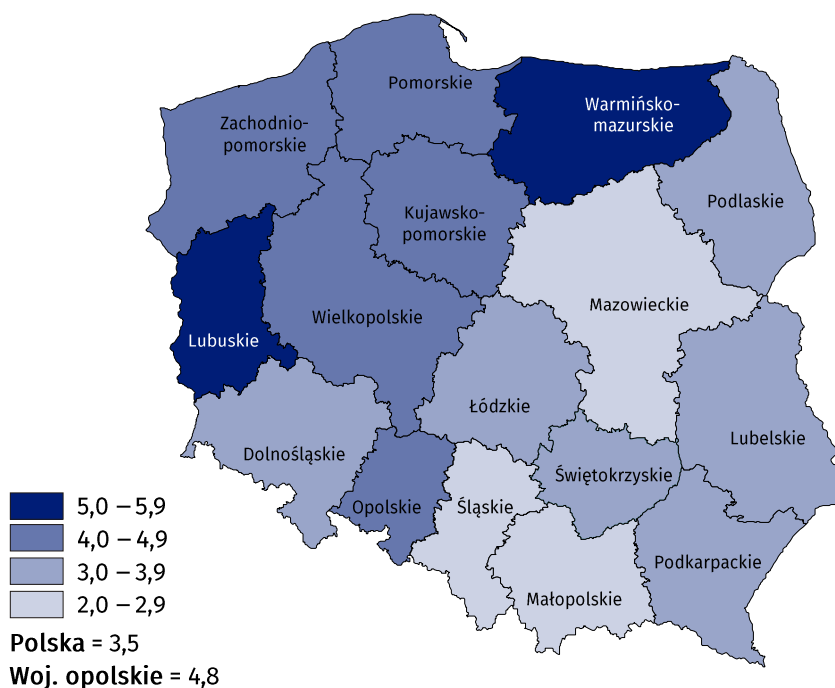 Pomorskie
Warmińsko-
mazurskie
Zachodnio-
pomorskie
Podlaskie
Kujawsko-
pomorskie
Mazowieckie
Wielkopolskie
Lubuskie
Łódzkie
Lubelskie
Dolnośląskie
Świętokrzyskie
Opolskie
Śląskie
Podkarpackie
Małopolskie
5,0 – 5,9
4,0 – 4,9
3,0 – 3,9
2,0 – 2,9
Polska = 3,5
Woj. opolskie = 4,8